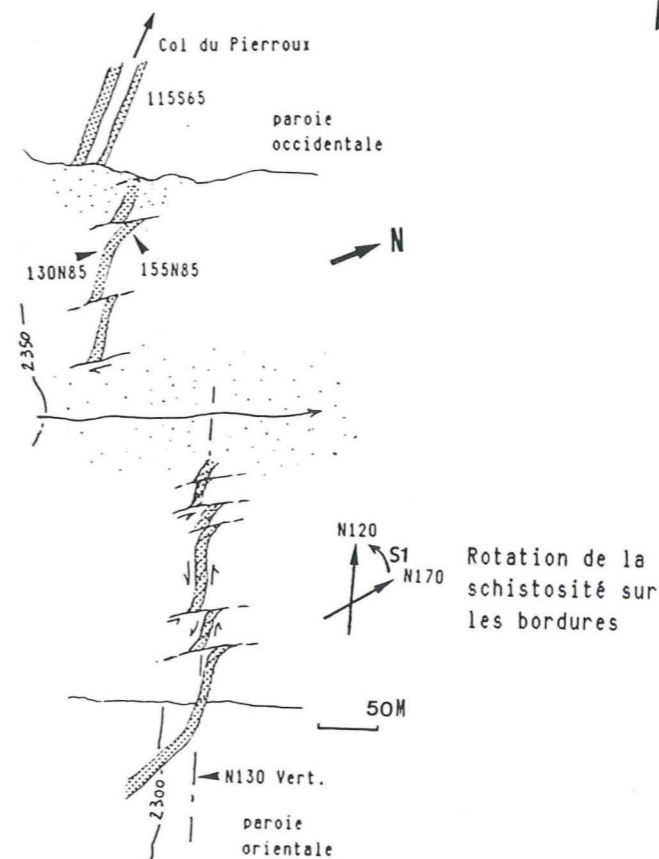 Col du Pierroux
115S65
paroie
occidentale
N
130N85
155N85
2350
N120
S1
N170
Rotation de la
schistosité sur
les bordures
50M
2300
N130 Vert.
paroie
orientale